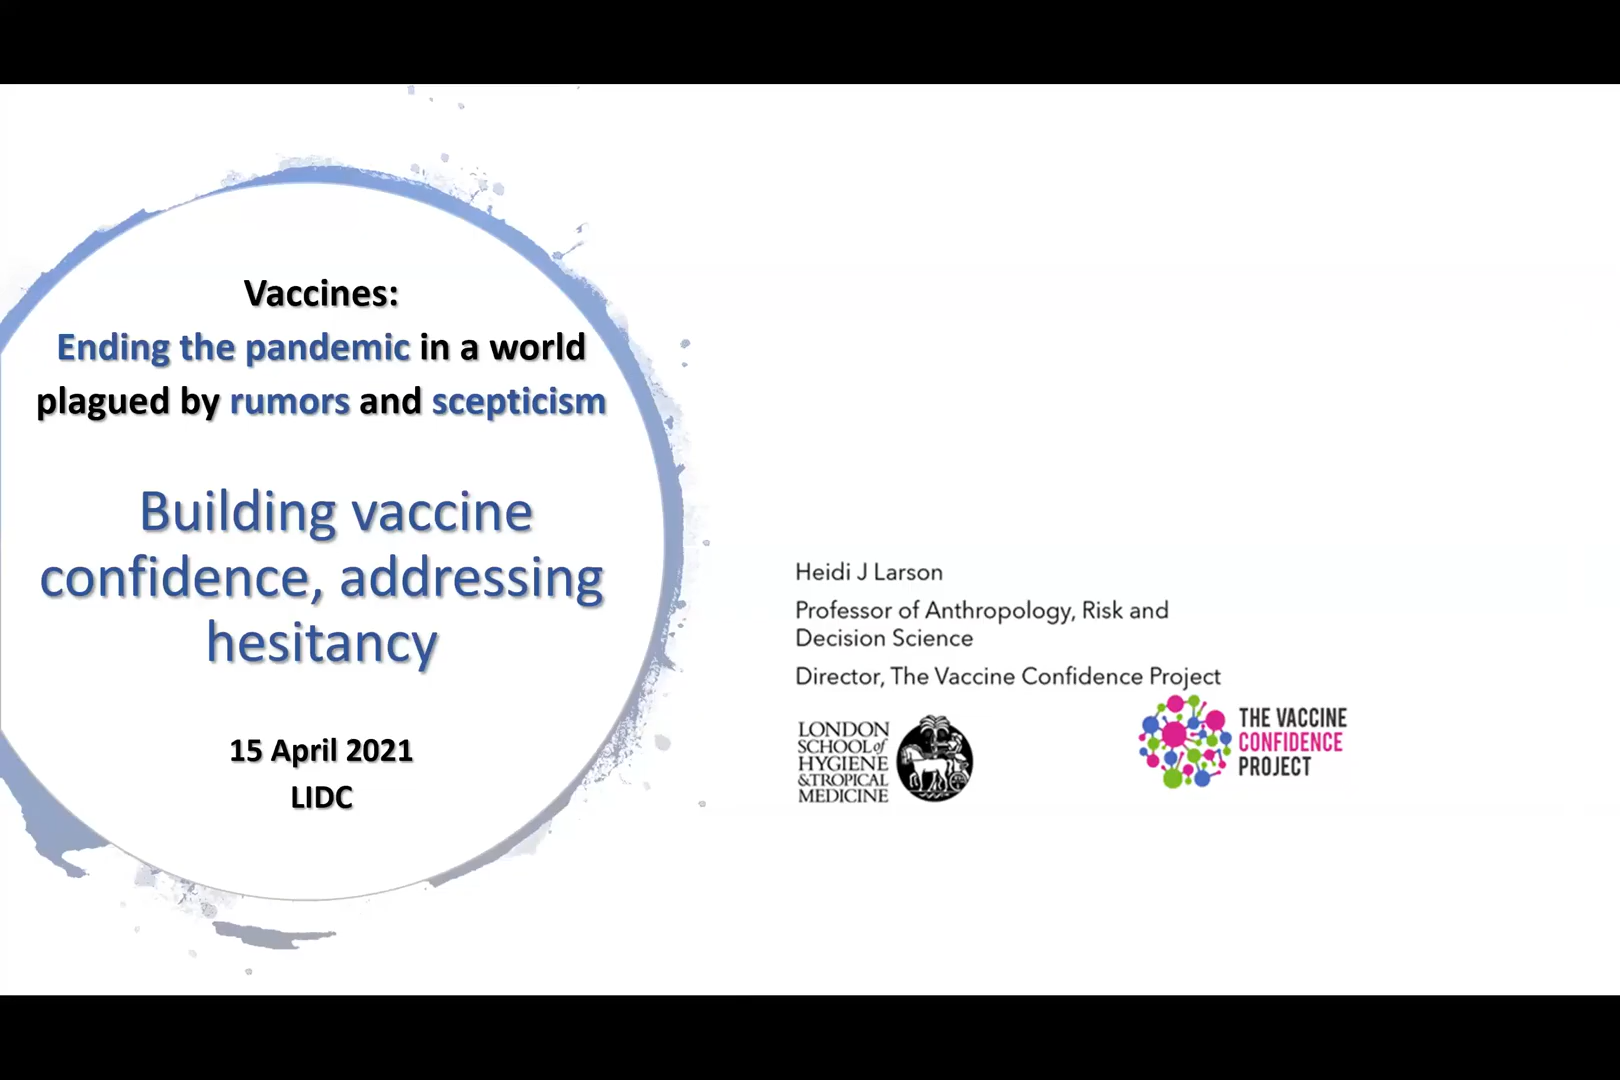 Vaccines:
Ending the pandemic in a world
plagued by rumors and scepticism
Building vaccine
confidence, addressing
hesitancy
15 April 2021
LIDC
Heidi J Larson
Professor of Anthropology, Risk and
Decision Science
Director, The Vaccine Confidence Project
LONDON
SCHOOL of
HYGIENE
& TROPICAL
MEDICINE
THE VACCINE
CONFIDENCE
PROJECT